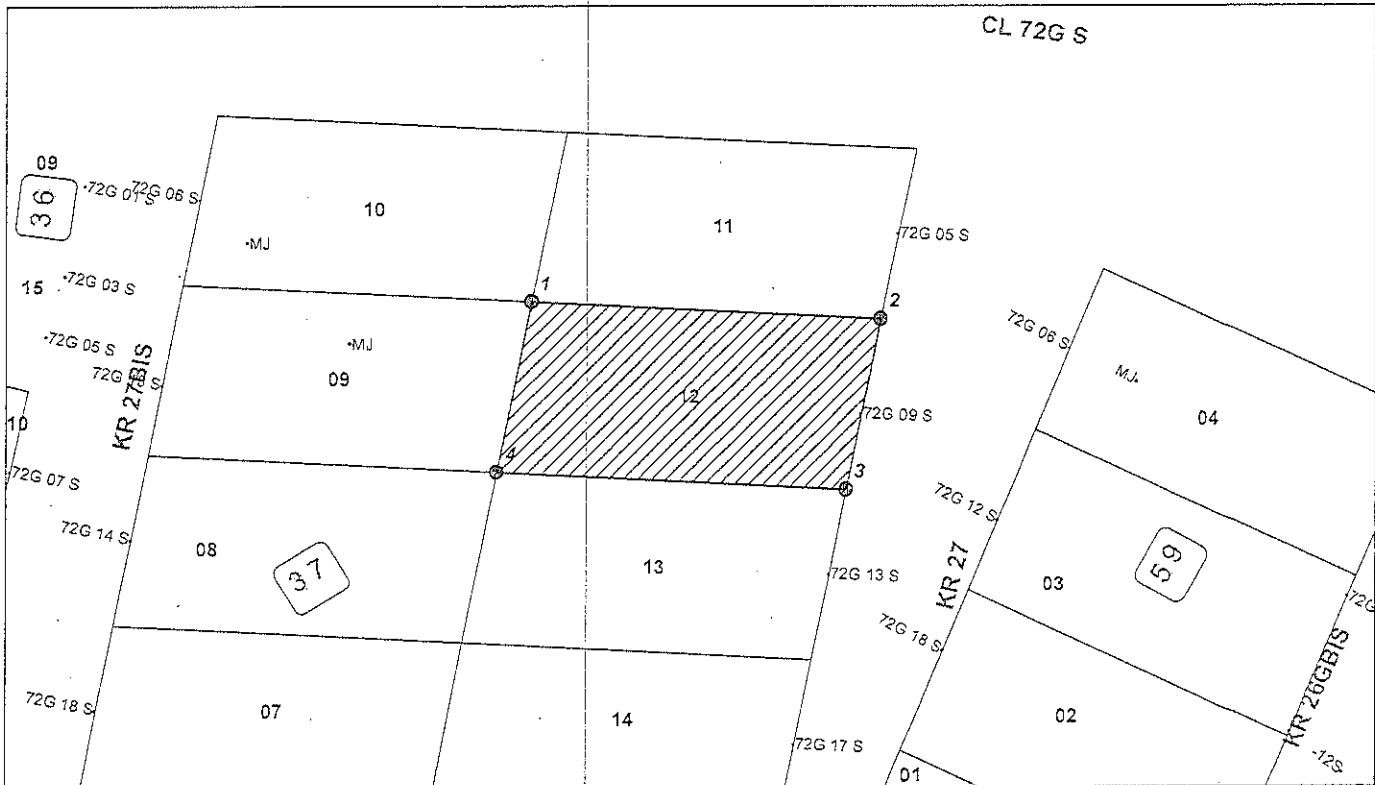 CL 72G S
09
36
72G 01 S
72G 06 S
10
11
MJ
72G 05 S
15
72G 03 S
1
2
72G 06 S
72G 05 S
MJ
KR 27BIS
09
12
72G 09 S
MJ
04
10
4
3
72G 07 S
72G 12 S
72G 14 S
08
37
13
72G 13 S
KR 27
03
59
72G
72G 18 S
KR 26GBIS
72G 18 S
07
14
72G 17 S
02
-12S
01